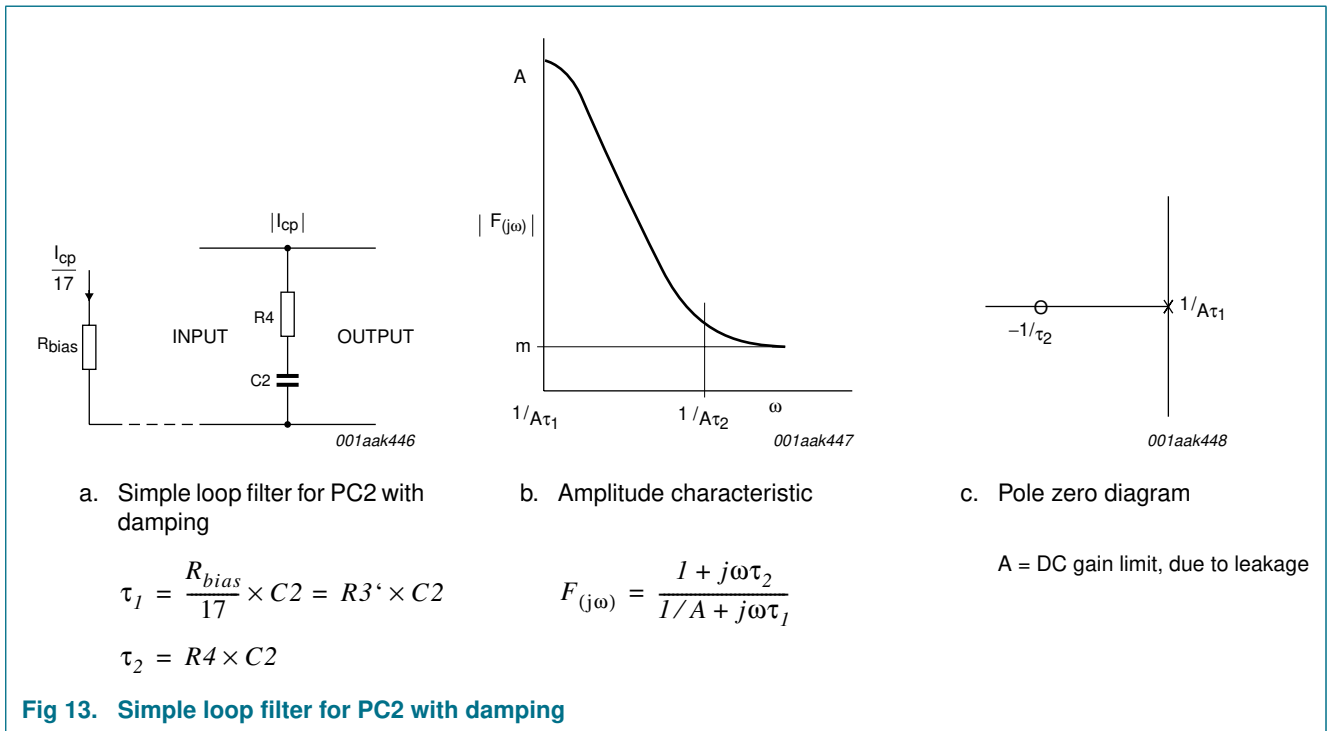 |Icp|
Icp
17
Rbias
INPUT
R4
OUTPUT
C2
001aak446
A
| F(jω)|
m
1/Aτ1
1/Aτ2
ω
001aak447
1/Aτ1
−1/τ2
001aak448
a. Simple loop filter for PC2 with
damping
τ1 = Rbias/17 × C2 = R3‘ × C2
τ2 = R4 × C2
b. Amplitude characteristic
F(jω) = 1 + jωτ2 / 1/A + jωτ1
c. Pole zero diagram
A = DC gain limit, due to leakage
Fig 13. Simple loop filter for PC2 with damping